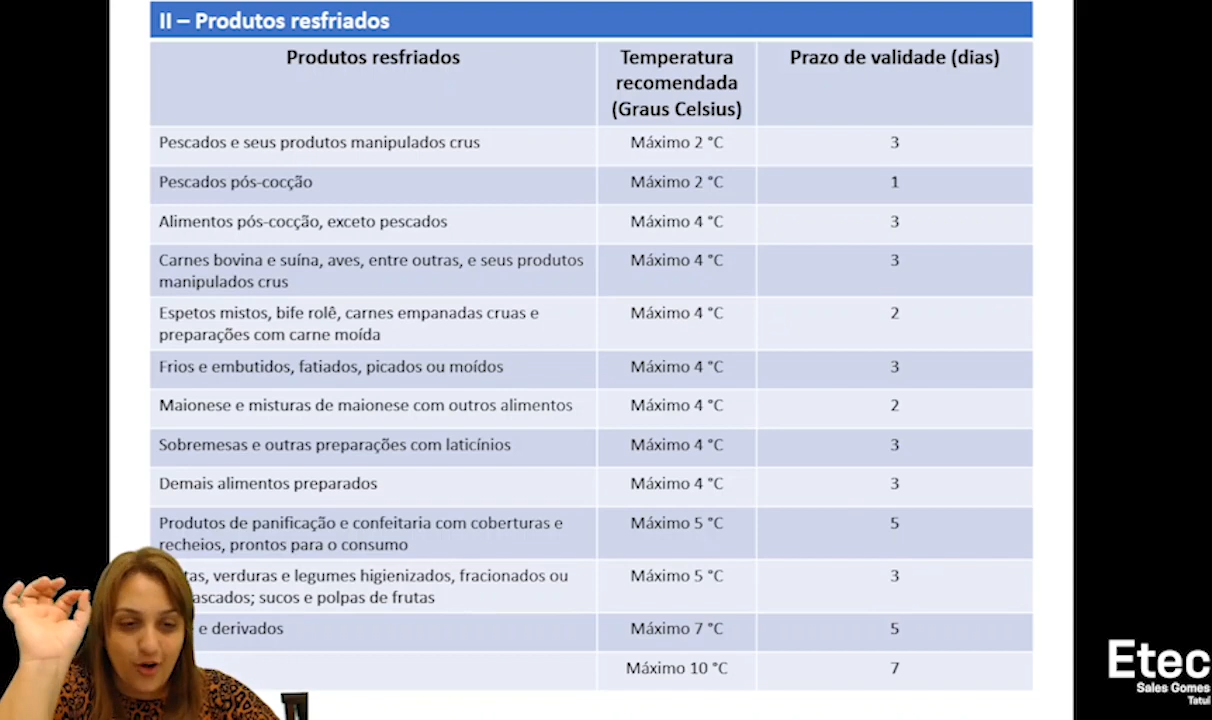 II – Produtos resfriados
Produtos resfriados
Temperatura
recomendada
(Graus Celsius)
Prazo de validade (dias)
Pescados e seus produtos manipulados crus
Máximo 2 °C
3
Pescados pós-cocção
Máximo 2 °C
1
Alimentos pós-cocção, exceto pescados
Máximo 4 °C
3
Carnes bovina e suína, aves, entre outras, e seus produtos
manipulados crus
Máximo 4 °C
3
Espetos mistos, bife rolê, carnes empanadas cruas e
preparações com carne moída
Máximo 4 °C
2
Frios e embutidos, fatiados, picados ou moídos
Máximo 4 °C
3
Maionese e misturas de maionese com outros alimentos
Máximo 4 °C
2
Sobremesas e outras preparações com laticínios
Máximo 4 °C
3
Demais alimentos preparados
Máximo 4 °C
3
Produtos de panificação e confeitaria com coberturas e
recheios, prontos para o consumo
Máximo 5 °C
5
verduras e legumes higienizados, fracionados ou
sucos e polpas de frutas
Máximo 5 °C
3
e derivados
Máximo 7 °C
5
Máximo 10 °C
7
Etec
Sales Gomes
Tatuí